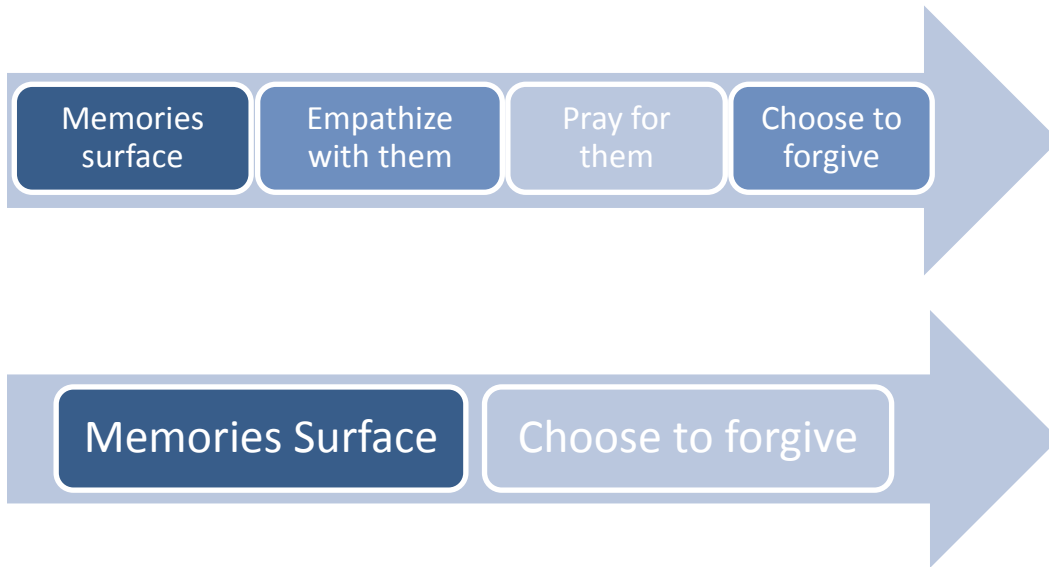 Memories
surface
Empathize
with them
Pray for
them
Choose to
forgive
Memories Surface
Choose to forgive